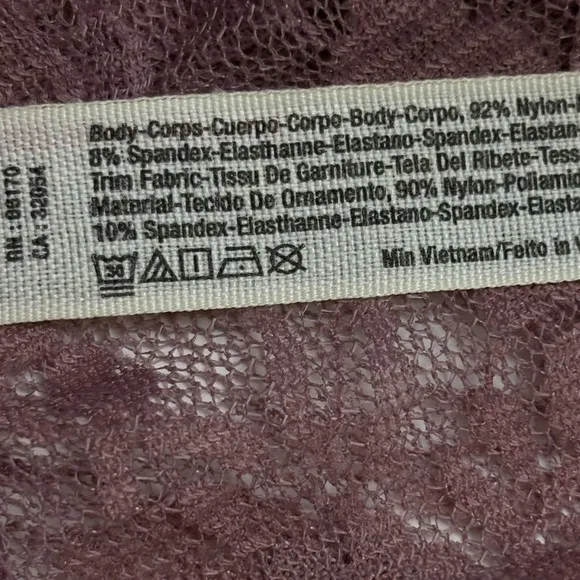 Body-Corps-Cuerpo-Corpo-Body-Corpo, 92% Nylon-
8% Spandex-Elasthanne-Elastano-Spandex-Elastan
Trim Fabric-Tissu De Garniture-Tela Del Ribete-Tess
Material-Tecido De Ornamento, 90% Nylon-Poliamid
10% Spandex-Elasthanne-Elastano-Spandex-Elasta
30
Min Vietnam/Feito in
RN: 86170
CA: 32954